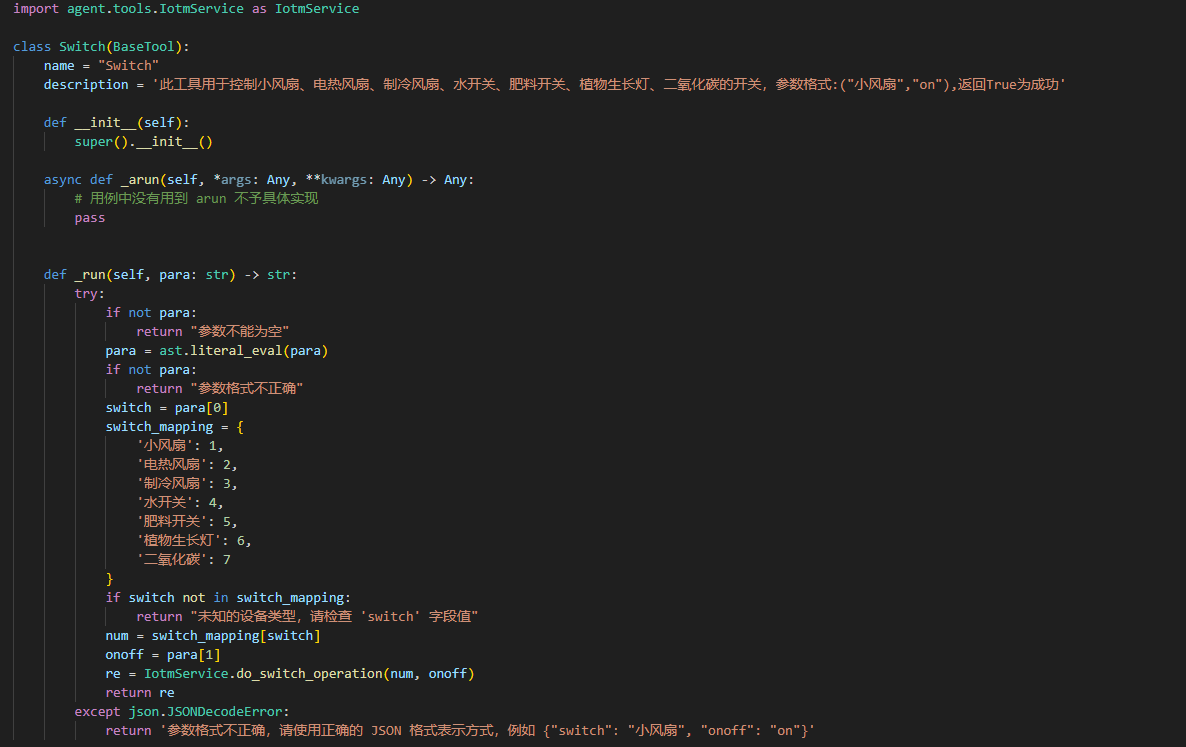 import agent.tools.IotmService as IotmService
class Switch(BaseTool):
name = "Switch"
description = '此工具用于控制小风扇、电热风扇、制冷风扇、水开关、肥料开关、植物生长灯、二氧化碳的开关，参数格式:("小风扇","on"),返回True为成功'
def __init__(self):
super().__init__()
async def _arun(self, *args: Any, **kwargs: Any) -> Any:
# 用例中没有用到 arun 不予具体实现
pass
def _run(self, para: str) -> str:
try:
if not para:
return "参数不能为空"
para = ast.literal_eval(para)
if not para:
return "参数格式不正确"
switch = para[0]
switch_mapping = {
'小风扇': 1,
'电热风扇': 2,
'制冷风扇': 3,
'水开关': 4,
'肥料开关': 5,
'植物生长灯': 6,
'二氧化碳': 7
}
if switch not in switch_mapping:
return "未知的设备类型，请检查 'switch' 字段值"
num = switch_mapping[switch]
onoff = para[1]
re = IotmService.do_switch_operation(num, onoff)
return re
except json.JSONDecodeError:
return '参数格式不正确，请使用正确的 JSON 格式表示方式，例如 {"switch": "小风扇", "onoff": "on"}'